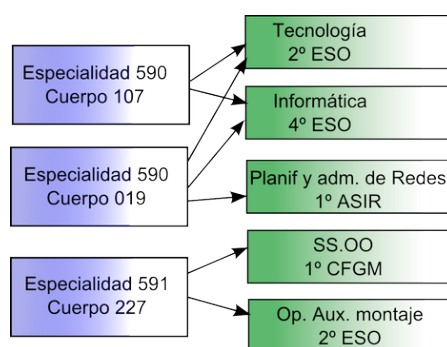 Especialidad 590
Cuerpo 107
Especialidad 590
Cuerpo 019
Especialidad 591
Cuerpo 227
Tecnología
2º ESO
Informática
4º ESO
Planif y adm. de Redes
1º ASIR
SS.OO
1º CFGM
Op. Aux. montaje
2º ESO